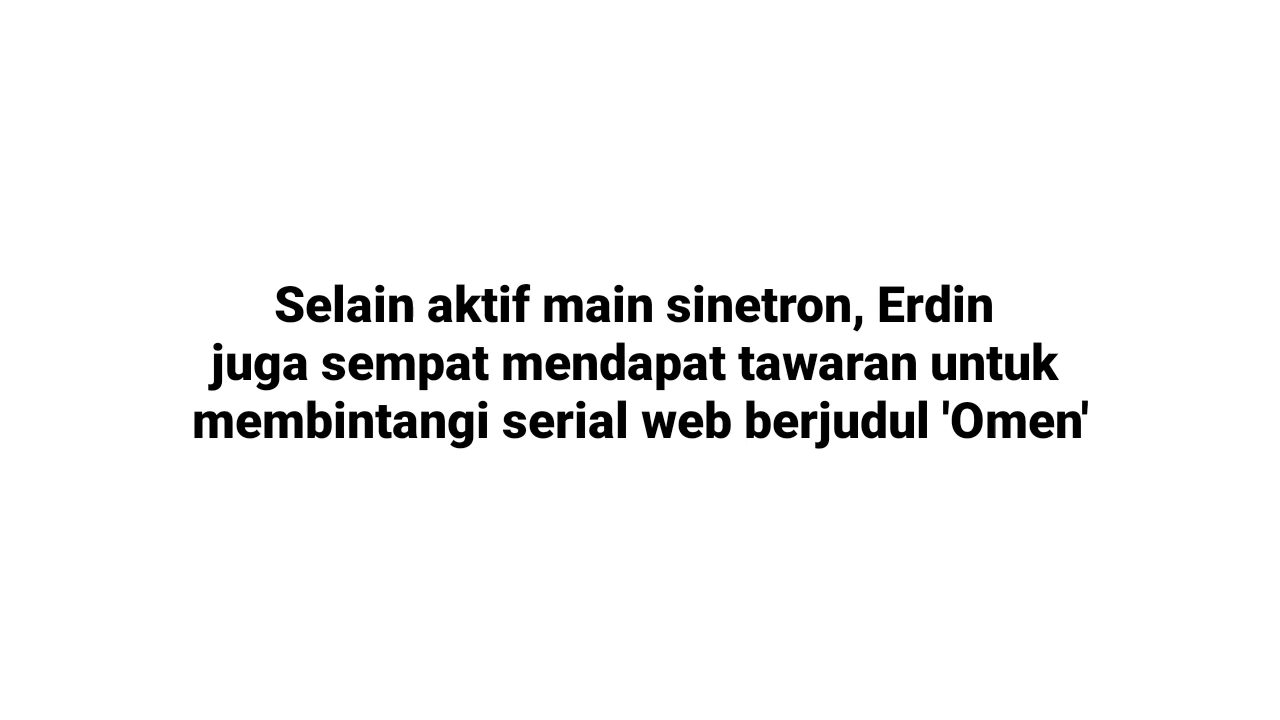 Selain aktif main sinetron, Erdin
juga sempat mendapat tawaran untuk
membintangi serial web berjudul 'Omen'